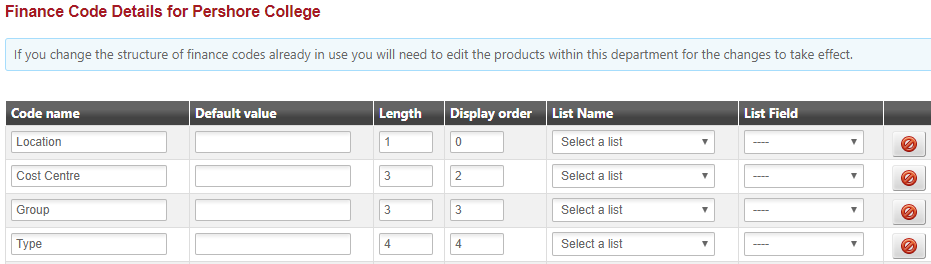 Finance Code Details for Pershore College
If you change the structure of finance codes already in use you will need to edit the products within this department for the changes to take effect.
Code name Default value Length Display order List Name List Field
Location 1 0 Select a list ----
Cost Centre 3 2 Select a list ----
Group 3 3 Select a list ----
Type 4 4 Select a list ----